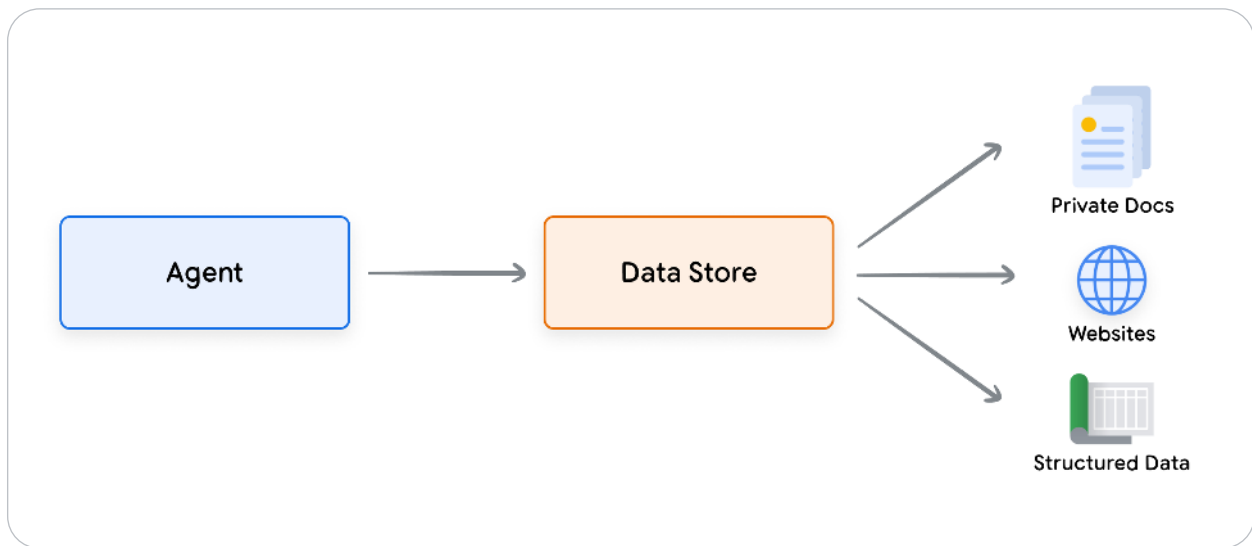 Agent
Data Store
Private Docs
Websites
Structured Data